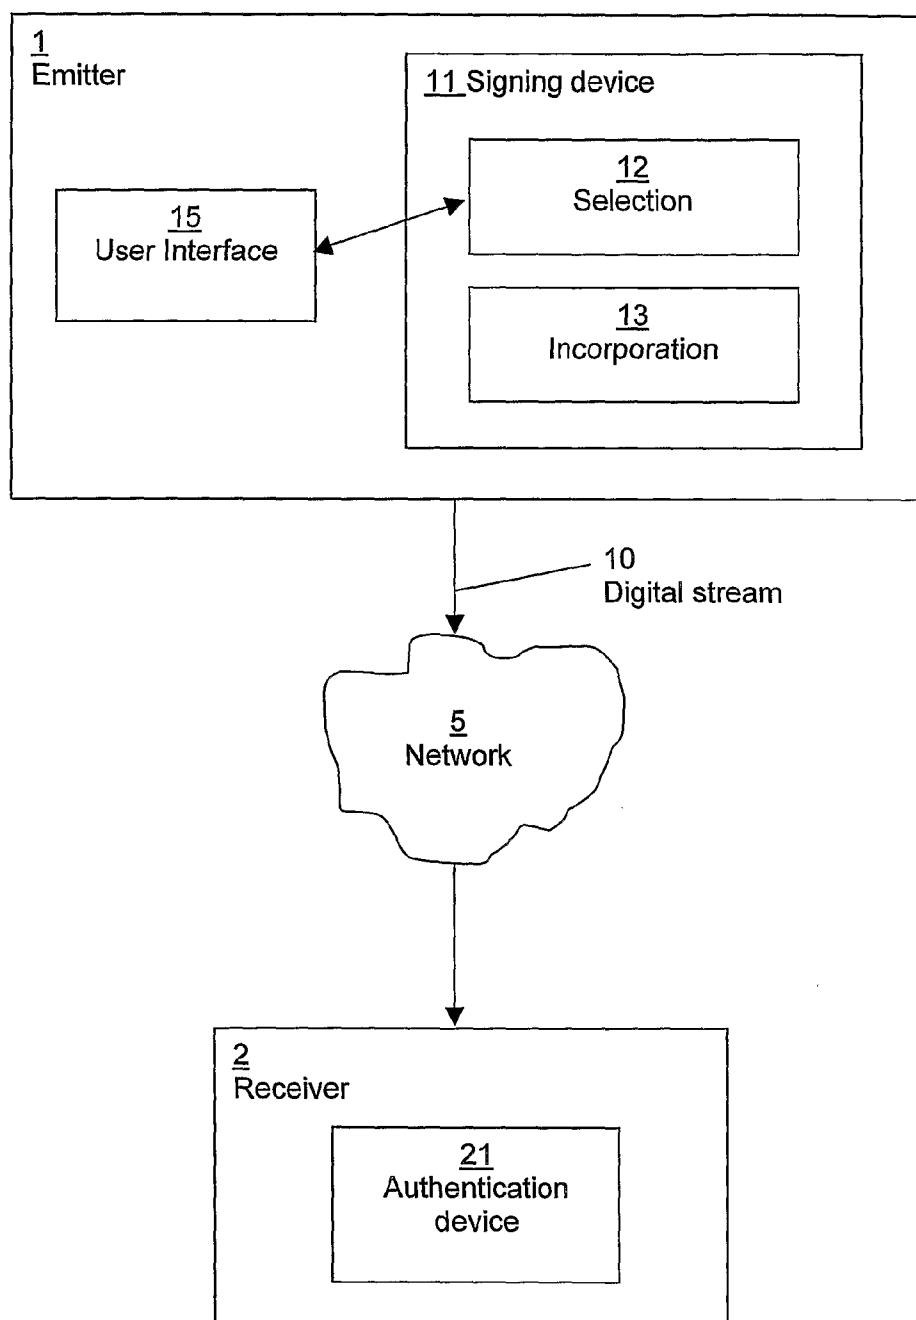 1
Emitter
11 Signing device
12
Selection
15
User Interface
13
Incorporation
10
Digital stream
5
Network
2
Receiver
21
Authentication
device